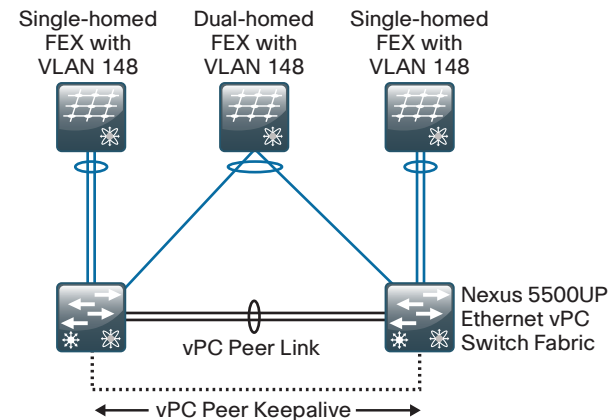 Single-homed
FEX with
VLAN 148
Dual-homed
FEX with
VLAN 148
Single-homed
FEX with
VLAN 148
Nexus 5500UP
Ethernet vPC
Switch Fabric
vPC Peer Link
vPC Peer Keepalive